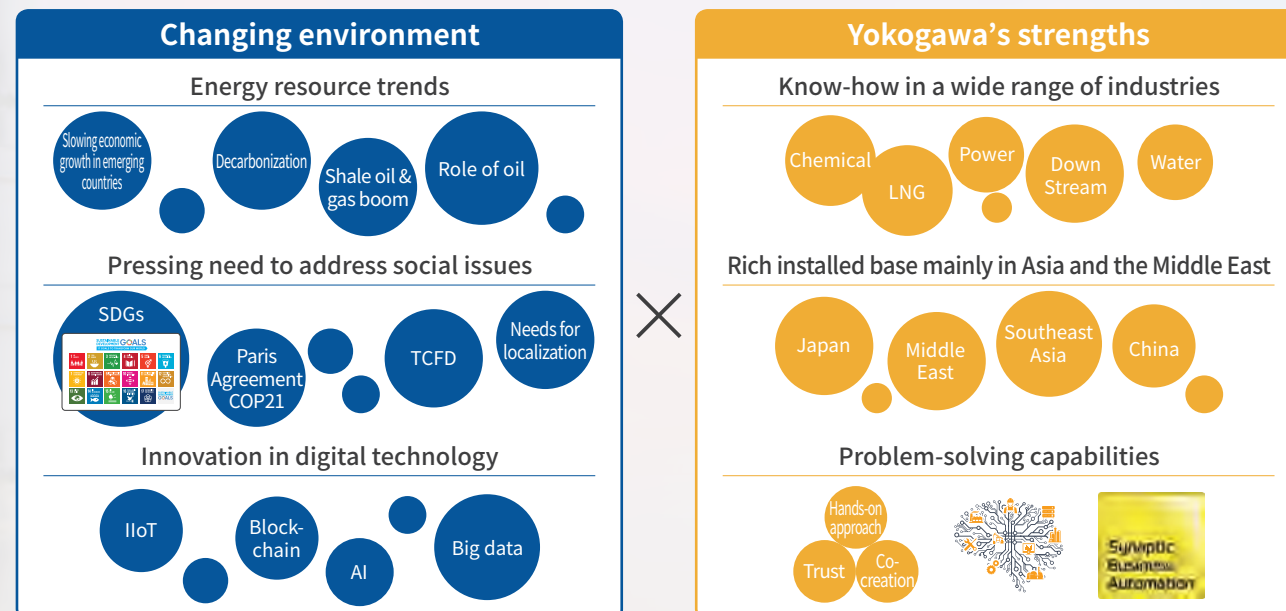 Changing environment
Energy resource trends
Slowing economic
growth in emerging
countries
Decarbonization
Shale oil &
gas boom
Role of oil
Pressing need to address social issues
SDGs
GOALS
Paris
Agreement
COP21
TCFD
Needs for
localization
Innovation in digital technology
IIoT
Block-
chain
AI
Big data
×
Yokogawa's strengths
Know-how in a wide range of industries
Chemical
LNG
Power
Down
Stream
Water
Rich installed base mainly in Asia and the Middle East
Japan
Middle
East
Southeast
Asia
China
Problem-solving capabilities
Hands-on
approach
Trust
Co-
creation
Synaptic
Business
Automation